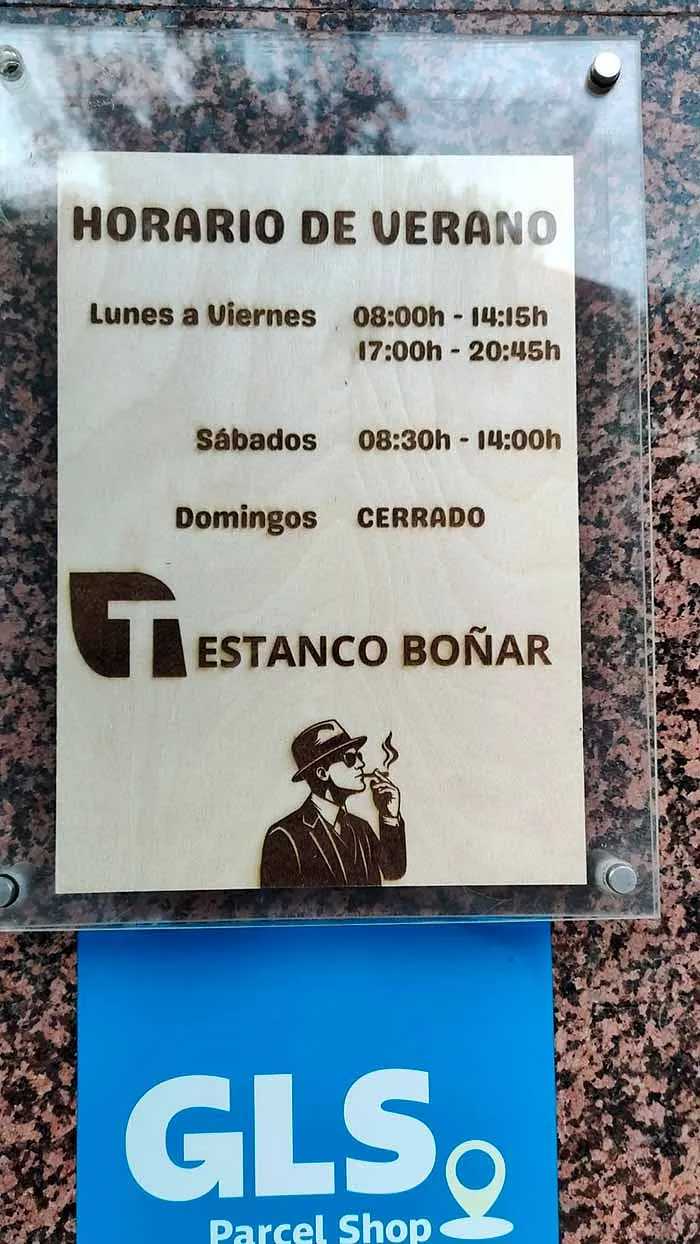 HORARIO DE VERANO
Lunes a Viernes 08:00h - 14:15h
17:00h - 20:45h
Sábados 08:30h - 14:00h
Domingos CERRADO
T ESTANCO BOÑAR
GLS
Parcel Shop